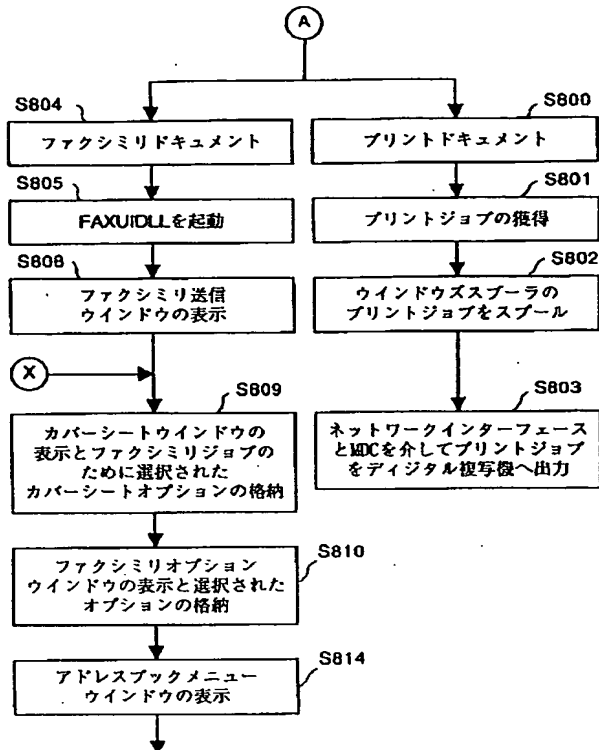 A
S804
ファクシミリドキュメント
S805
FAXUIDLLを起動
S808
ファクシミリ送信
ウインドウの表示
X
S809
カバーシートウインドウの
表示とファクシミリジョブの
ために選択された
カバーシートオプションの格納
S810
ファクシミリオプション
ウインドウの表示と選択された
オプションの格納
S814
アドレスブックメニュー
ウインドウの表示
S800
プリントドキュメント
S801
プリントジョブの獲得
S802
ウインドウズスプーラの
プリントジョブをスプール
S803
ネットワークインターフェース
とMDCを介してプリントジョブ
をディジタル複写機へ出力